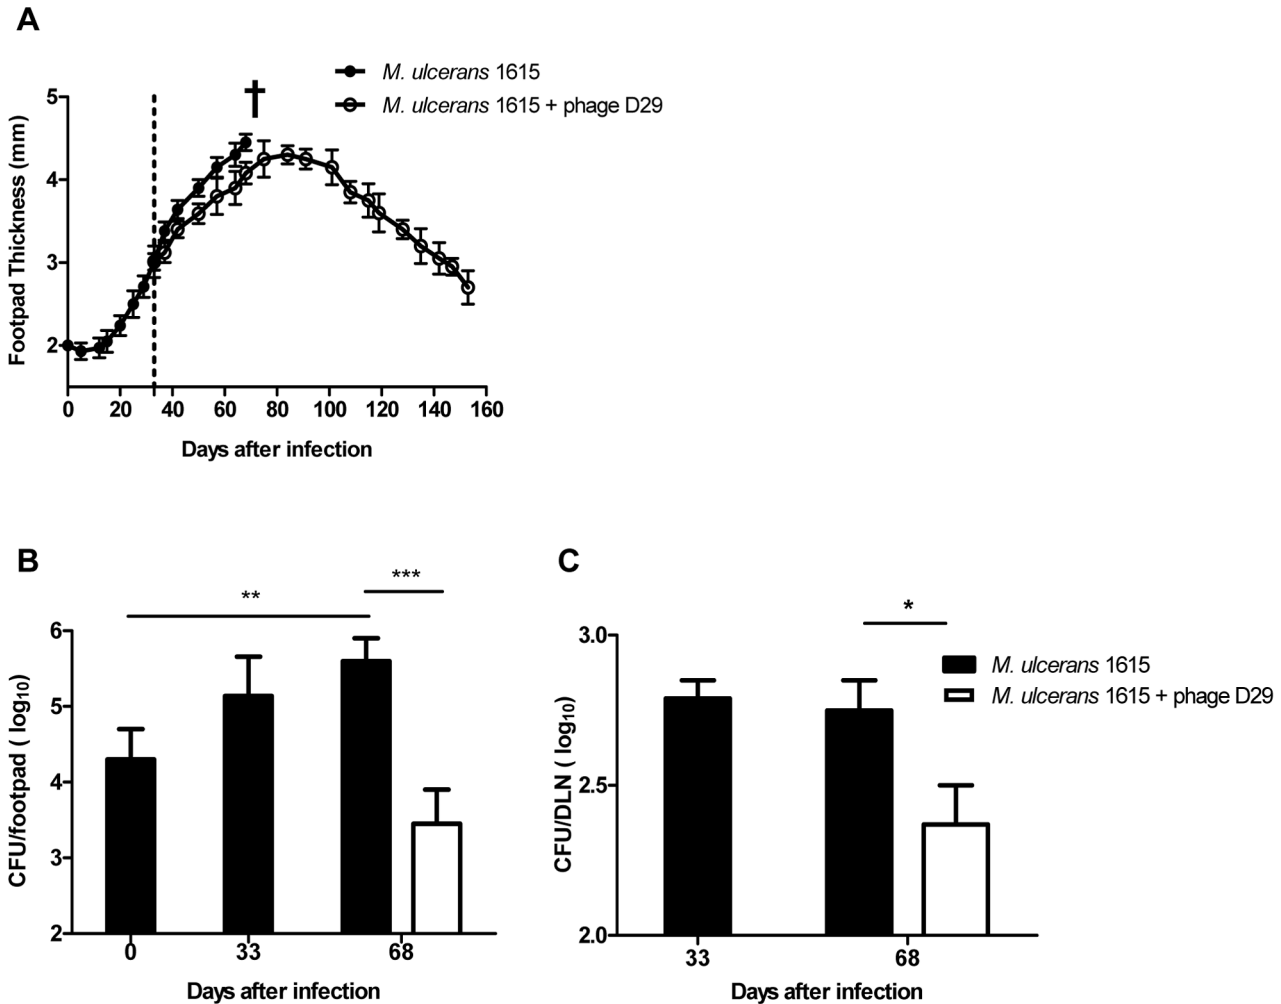 A
M. ulcerans 1615
M. ulcerans 1615 + phage D29
†
5
4
3
2
Footpad Thickness (mm)
0 20 40 60 80 100 120 140 160
Days after infection
B
***
**
6
5
4
3
2
CFU/footpad ( log10)
0 33 68
Days after infection
C
*
3.0
2.5
2.0
CFU/DLN ( log10)
M. ulcerans 1615
M. ulcerans 1615 + phage D29
33 68
Days after infection